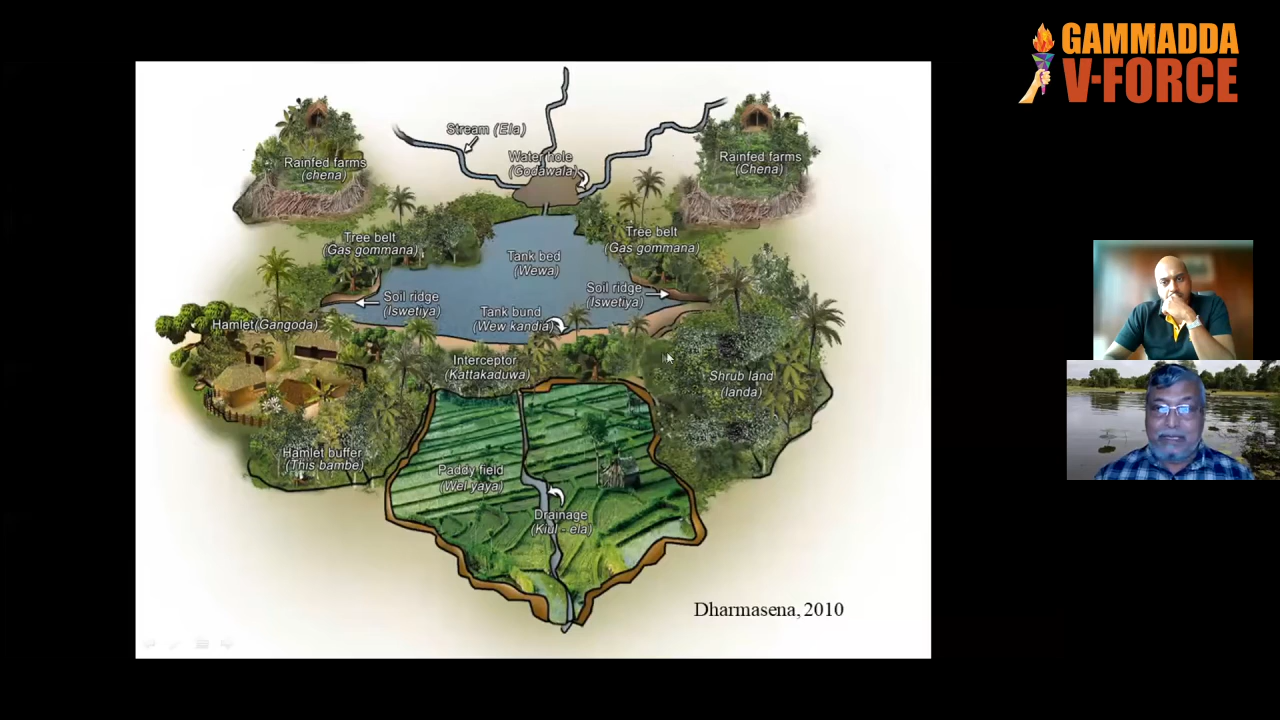 GAMMADDA
V-FORCE
Stream (Ela)
Water hole
(Godawala)
Rainfed farms
(chena)
Rainfed farms
(Chena)
Tree belt
(Gas gommana)
Tree belt
(Gas gommana)
Tank bed
(Wewa)
Soil ridge
(Iswetiya)
Soil ridge
(Iswetiya)
Tank bund
(Wew kandia)
Hamlet(Gangoda)
Interceptor
(Kattakaduwa)
Shrub land
(landa)
Hamlet buffer
(This bambe)
Paddy field
(Wel yaya)
Drainage
(Kiul - ela)
Dharmasena, 2010